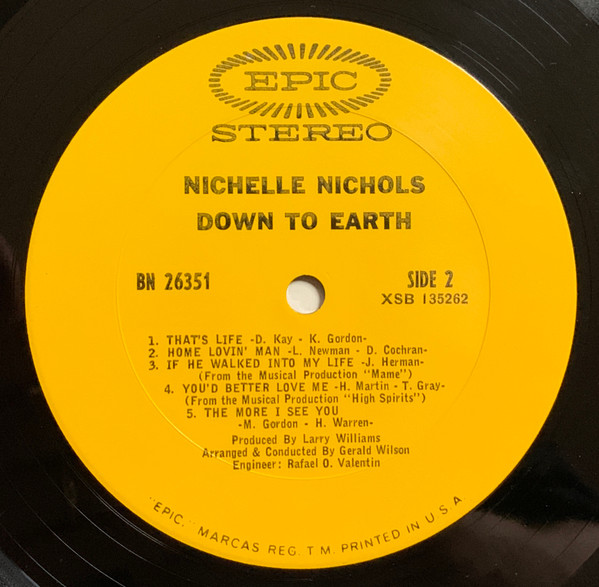 EPIC
STEREO
NICHELLE NICHOLS
DOWN TO EARTH
BN 26351
SIDE 2
XSB 135262
1. THAT'S LIFE -D. Kay - K. Gordon-
2. HOME LOVIN' MAN -L. Newman - D. Cochran-
3. IF HE WALKED INTO MY LIFE -J. Herman-
(From the Musical Production "Mame")
4. YOU'D BETTER LOVE ME -H. Martin - T. Gray-
(From the Musical Production "High Spirits")
5. THE MORE I SEE YOU
-M. Gordon - H. Warren-
Produced By Larry Williams
Arranged & Conducted By Gerald Wilson
Engineer: Rafael O. Valentin
"EPIC," MARCAS REG. T M. PRINTED IN U.S.A.